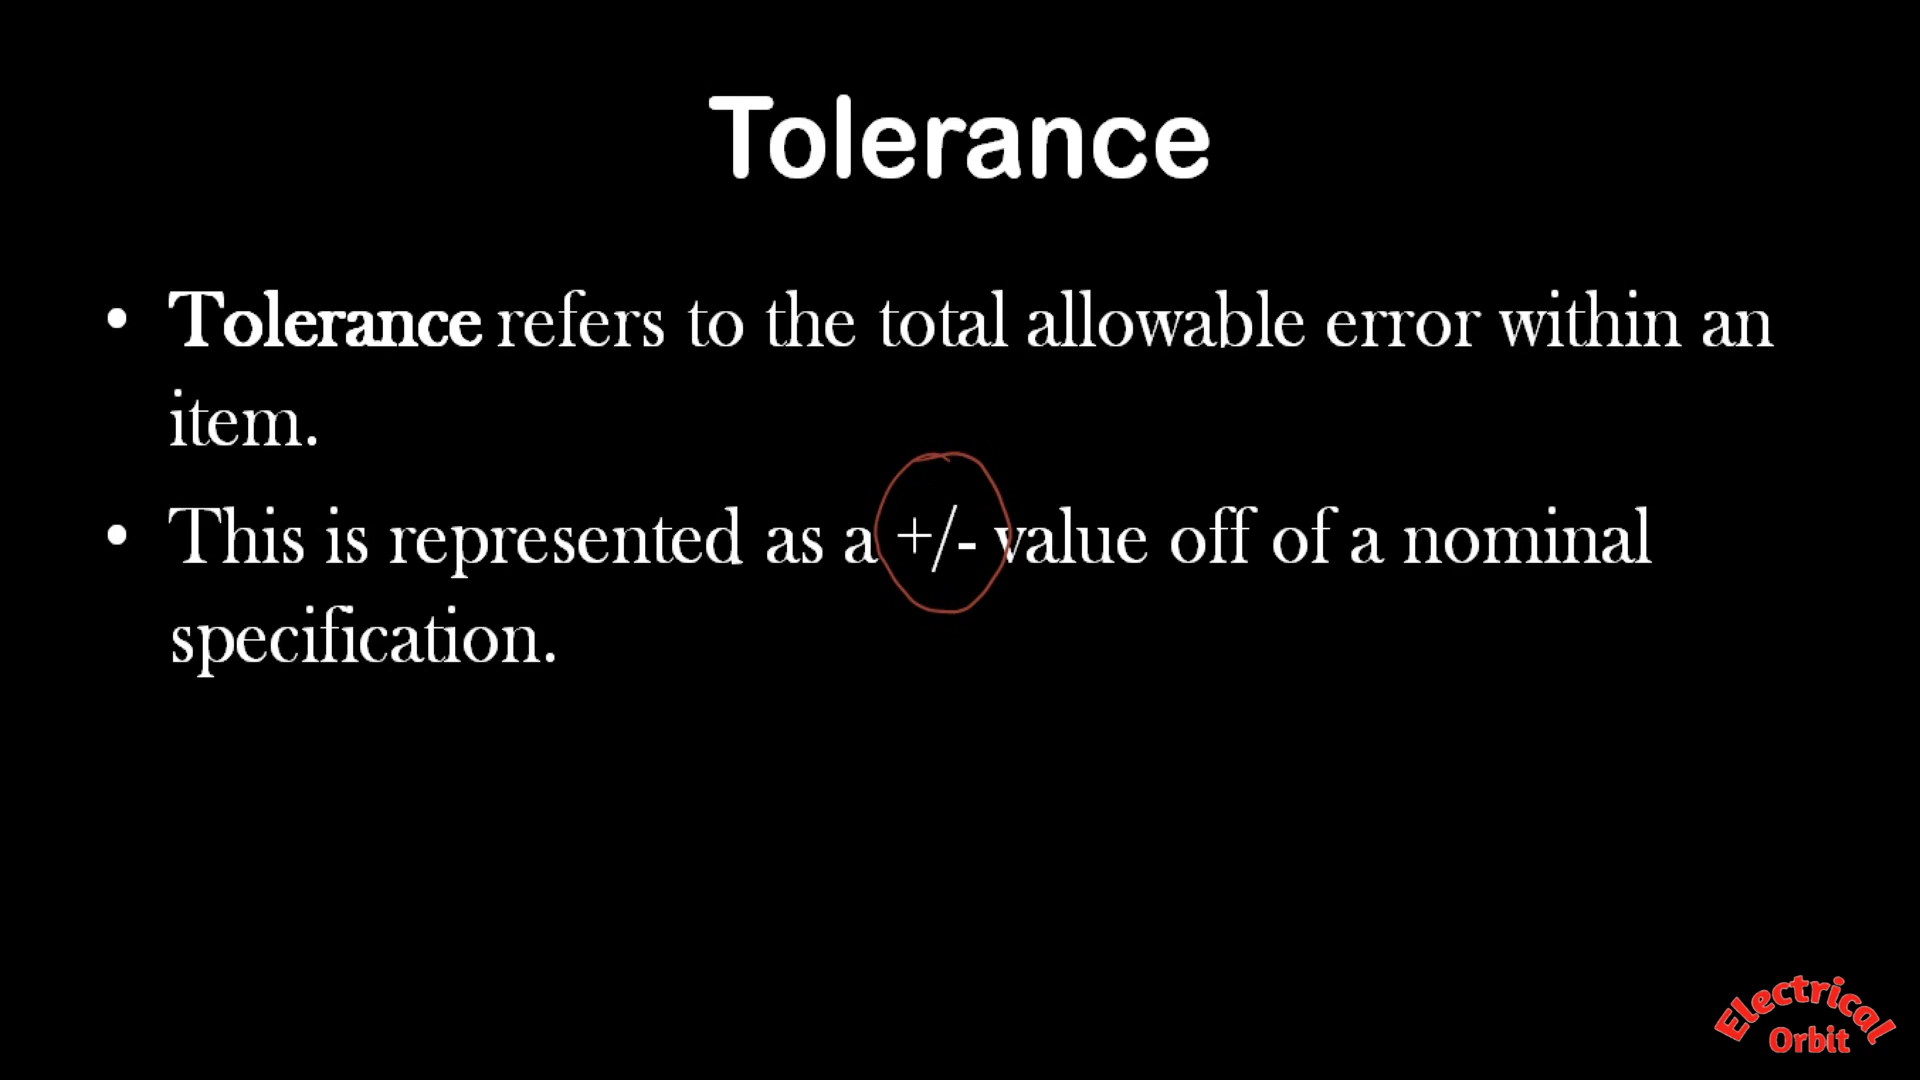 Tolerance
• Tolerance refers to the total allowable error within an
item.
• This is represented as a +/- value off of a nominal
specification.
Electrical
Orbit